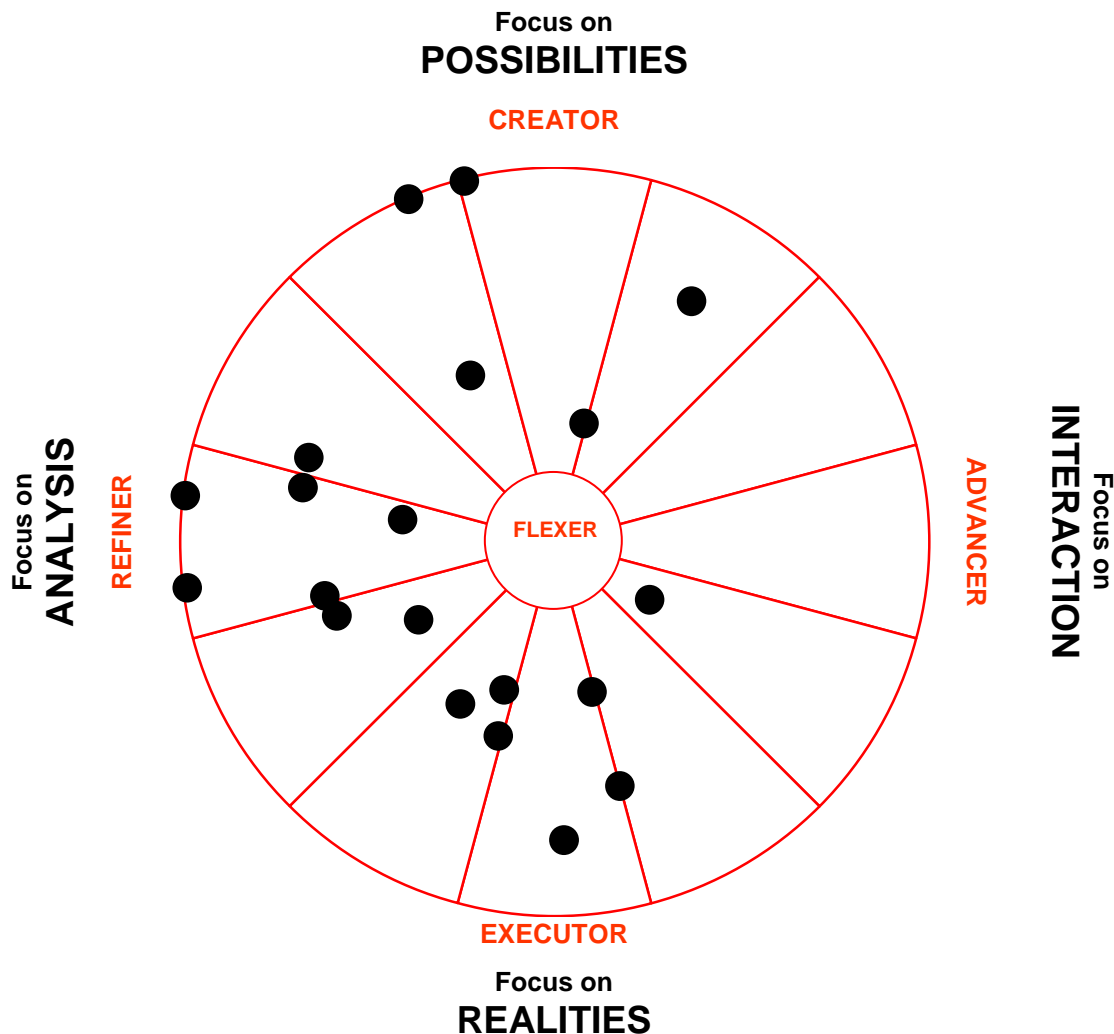 Focus on
POSSIBILITIES
CREATOR
Focus on
ANALYSIS
REFINER
FLEXER
ADVANCER
INTERACTION
Focus on
EXECUTOR
Focus on
REALITIES